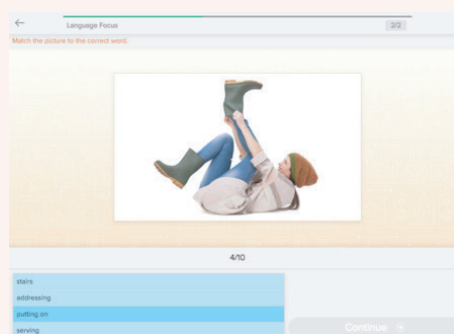 Language Focus
2/2
Match the picture to the correct word.
4/10
stairs
addressing
putting on
serving
Continue